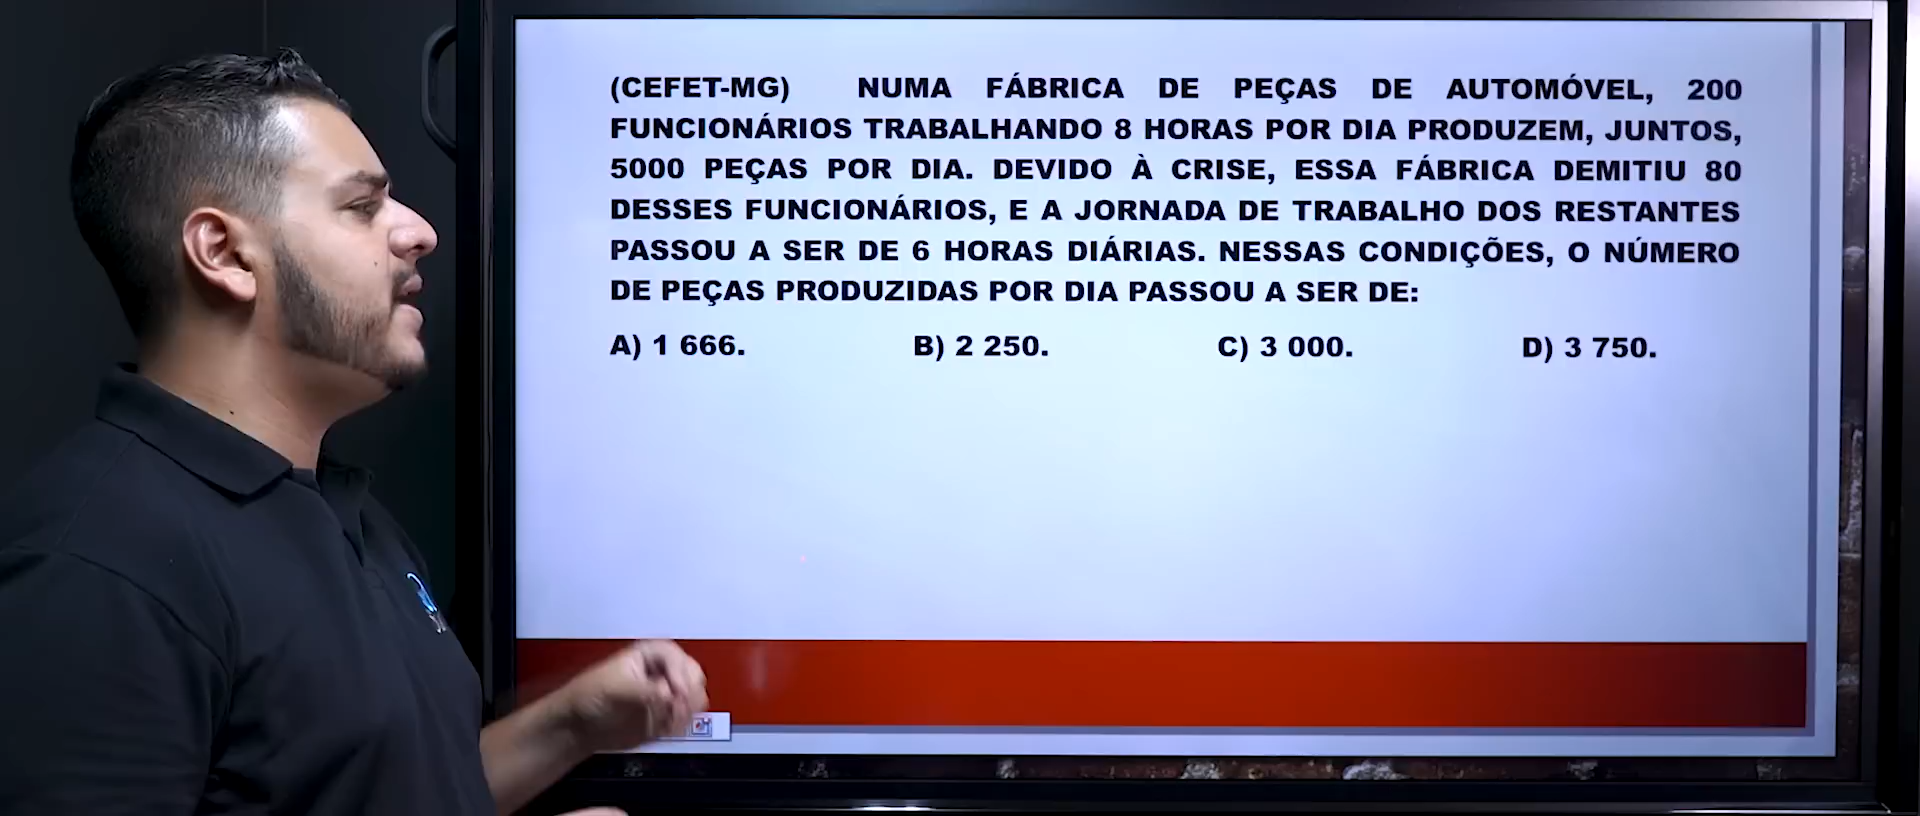 (CEFET-MG) NUMA FÁBRICA DE PEÇAS DE AUTOMÓVEL, 200
FUNCIONÁRIOS TRABALHANDO 8 HORAS POR DIA PRODUZEM, JUNTOS,
5000 PEÇAS POR DIA. DEVIDO À CRISE, ESSA FÁBRICA DEMITIU 80
DESSES FUNCIONÁRIOS, E A JORNADA DE TRABALHO DOS RESTANTES
PASSOU A SER DE 6 HORAS DIÁRIAS. NESSAS CONDIÇÕES, O NÚMERO
DE PEÇAS PRODUZIDAS POR DIA PASSOU A SER DE:
A) 1 666. B) 2 250. C) 3 000. D) 3 750.